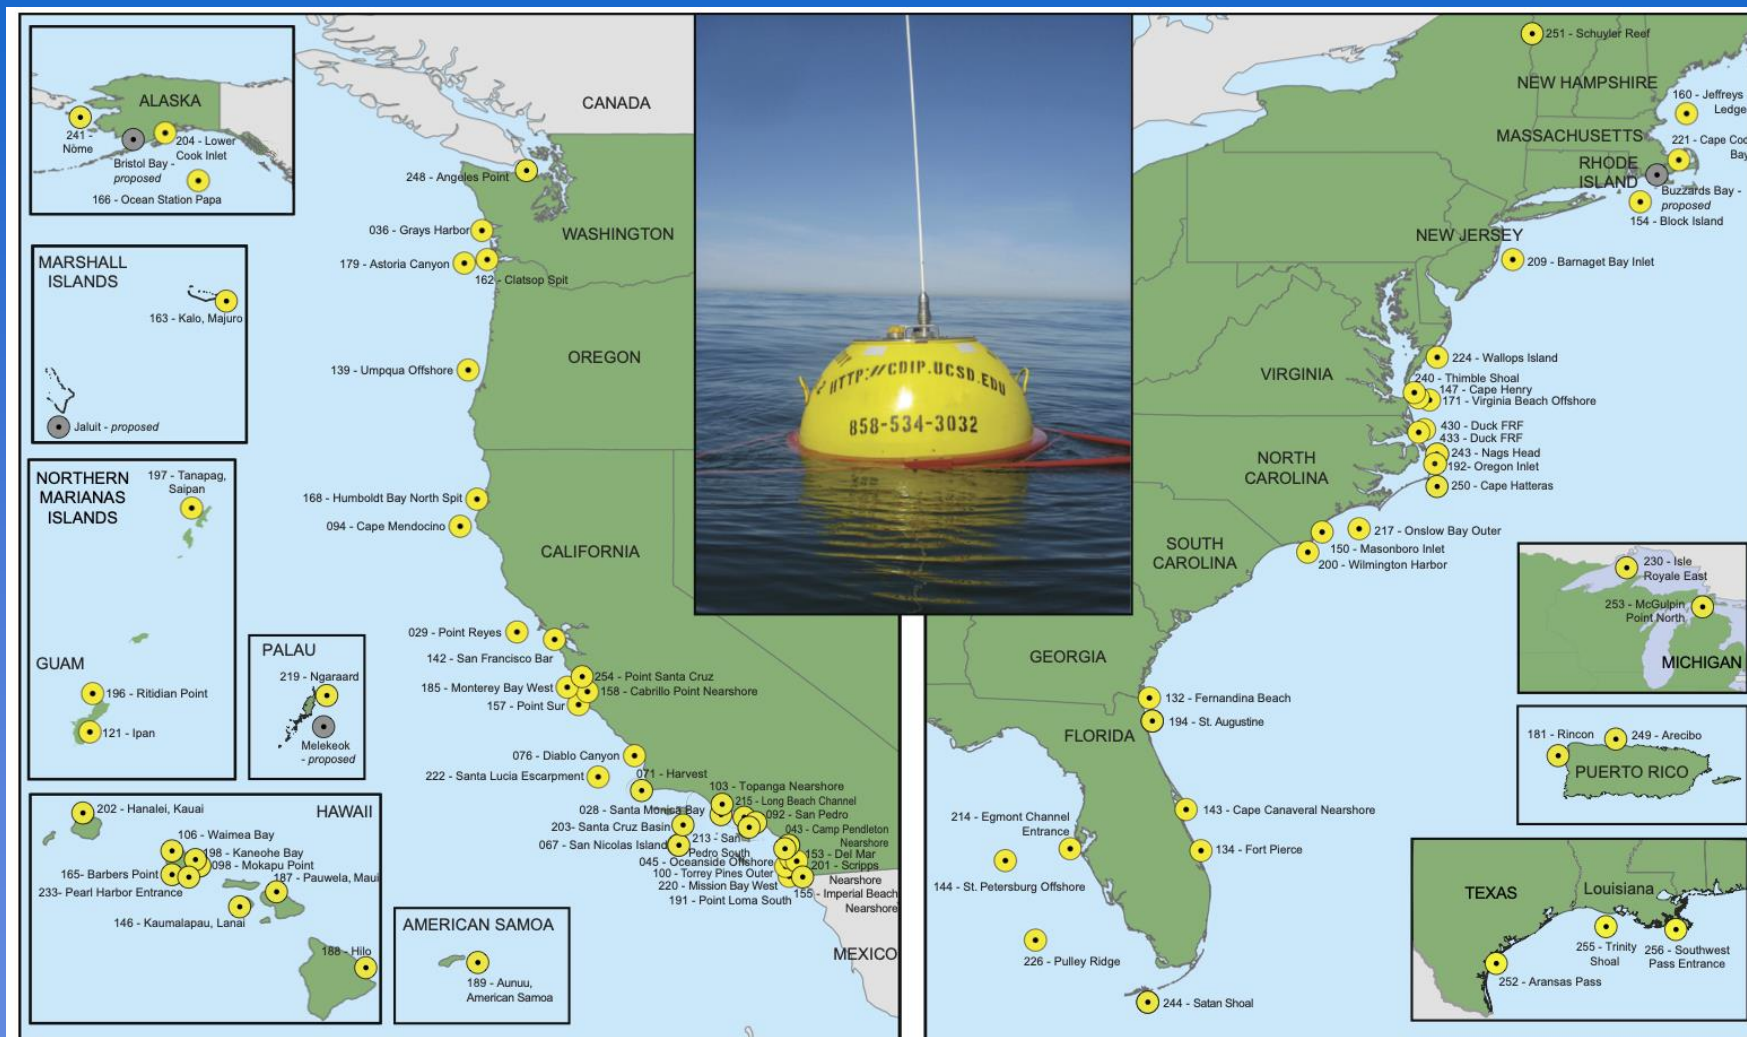 ALASKA
241 -
Nome
Bristol Bay -
proposed
204 - Lower
Cook Inlet
166 - Ocean Station Papa
MARSHALL
ISLANDS
163 - Kalo, Majuro
Jaluit - proposed
NORTHERN
MARIANAS
ISLANDS
197 - Tanapag,
Saipan
GUAM
196 - Ritidian Point
121 - Ipan
PALAU
219 - Ngaraard
Melekeok
- proposed
HAWAII
202 - Hanalei, Kauai
106 - Waimea Bay
198 - Kaneohe Bay
098 - Mokapu Point
165- Barbers Point
187 - Pauwela, Maui
233- Pearl Harbor Entrance
146 - Kaumalapau, Lanai
188 - Hilo
AMERICAN SAMOA
189 - Aunuu,
American Samoa
CANADA
248 - Angeles Point
036 - Grays Harbor
WASHINGTON
179 - Astoria Canyon
162 - Clatsop Spit
OREGON
139 - Umpqua Offshore
168 - Humboldt Bay North Spit
094 - Cape Mendocino
CALIFORNIA
029 - Point Reyes
142 - San Francisco Bar
254 - Point Santa Cruz
185 - Monterey Bay West
158 - Cabrillo Point Nearshore
157 - Point Sur
076 - Diablo Canyon
222 - Santa Lucia Escarpment
071 - Harvest
103 - Topanga Nearshore
215 - Long Beach Channel
028 - Santa Monica Bay
092 - San Pedro
203- Santa Cruz Basin
213 - San
Pedro South
043 - Camp Pendleton
Nearshore
067 - San Nicolas Island
045 - Oceanside Offshore
153 - Del Mar
100 - Torrey Pines Outer
201 - Scripps
Nearshore
220 - Mission Bay West
191 - Point Loma South
155 - Imperial Beach
Nearshore
MEXICO
HTTP://CDIP.UCSD.EDU
858-534-3032
251 - Schuyler Reef
NEW HAMPSHIRE
160 - Jeffreys
Ledge
MASSACHUSETTS
221 - Cape Cod
Bay
RHODE
ISLAND
Buzzards Bay -
proposed
154 - Block Island
NEW JERSEY
209 - Barnaget Bay Inlet
224 - Wallops Island
VIRGINIA
240 - Thimble Shoal
147 - Cape Henry
171 - Virginia Beach Offshore
430 - Duck FRF
433 - Duck FRF
NORTH
CAROLINA
243 - Nags Head
192- Oregon Inlet
250 - Cape Hatteras
217 - Onslow Bay Outer
SOUTH
CAROLINA
150 - Masonboro Inlet
200 - Wilmington Harbor
GEORGIA
132 - Fernandina Beach
194 - St. Augustine
FLORIDA
143 - Cape Canaveral Nearshore
214 - Egmont Channel
Entrance
134 - Fort Pierce
144 - St. Petersburg Offshore
226 - Pulley Ridge
244 - Satan Shoal
230 - Isle
Royale East
253 - McGulpin
Point North
MICHIGAN
181 - Rincon
249 - Arecibo
PUERTO RICO
TEXAS
Louisiana
255 - Trinity
Shoal
256 - Southwest
Pass Entrance
252 - Aransas Pass